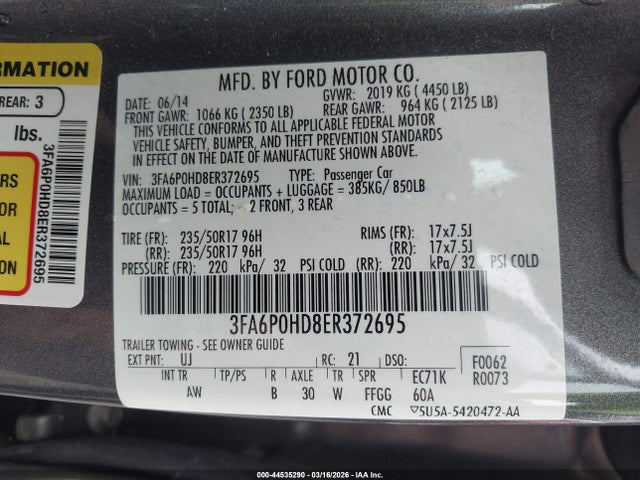 ORMATION
REAR: 3
lbs.
RS
OR
AL
ION
3FA6P0HD8ER372695
MFD. BY FORD MOTOR CO.
DATE: 06/14 GVWR: 2019 KG ( 4450 LB)
FRONT GAWR: 1066 KG ( 2350 LB) REAR GAWR: 964 KG ( 2125 LB)
THIS VEHICLE CONFORMS TO ALL APPLICABLE FEDERAL MOTOR
VEHICLE SAFETY, BUMPER, AND THEFT PREVENTION STANDARDS
IN EFFECT ON THE DATE OF MANUFACTURE SHOWN ABOVE.
VIN: 3FA6P0HD8ER372695 TYPE: Passenger Car
MAXIMUM LOAD = OCCUPANTS + LUGGAGE = 385KG/ 850LB
OCCUPANTS = 5 TOTAL; - 2 FRONT, 3 REAR
TIRE (FR): 235/50R17 96H RIMS (FR): 17x7.5J
(RR): 235/50R17 96H (RR): 17x7.5J
PRESSURE (FR): 220 kPa/ 32 PSI COLD (RR): 220 kPa/ 32 PSI COLD
3FA6P0HD8ER372695
TRAILER TOWING - SEE OWNER GUIDE
EXT PNT: UJ RC: 21 DSO: F0062
R0073
INT TR TP/PS R AXLE TR SPR EC71K
AW B 30 W FFGG 60A
CMC ▽5U5A-5420472-AA
000-44535290 - 03/16/2026 - IAA Inc.